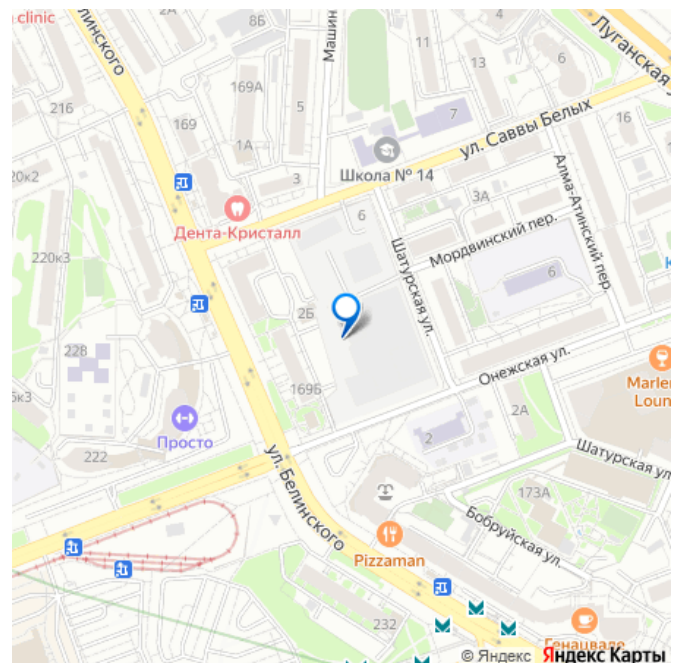 clinic
8Б
11
6
Луганская
ул. Белинского
Машин
169А
13
5
216
169
7
ул. Саввы Белых
16
1А
Школа № 14
3
3А
20к2
6
Дента-Кристалл
Алма-Атинский пер.
Мордвинский пер.
Шатурская ул.
220к3
6
2Б
228
169Б
Онежская ул.
Marle
Loun
Просто
2А
222
2
Шатурская ул.
173А
ул. Белинского
Бобруйская ул.
Pizzaman
232
Генацвале
© Яндекс Яндекс Карты